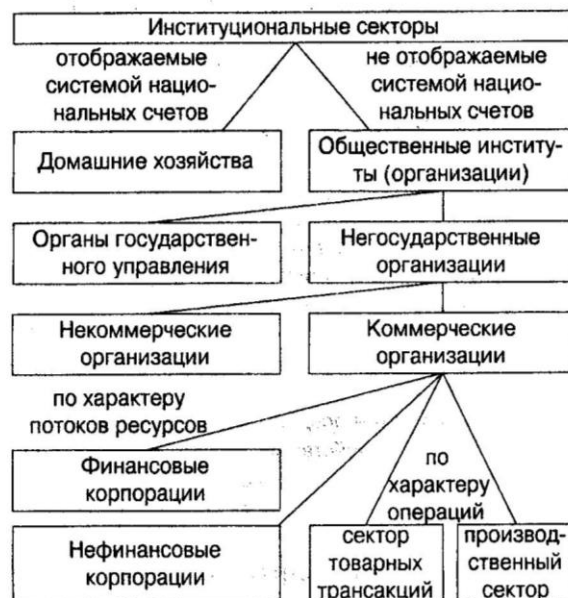 Институциональные секторы
отображаемые
системой нацио-
нальных счетов
не отображаемые
системой нацио-
нальных счетов
Домашние хозяйства
Общественные институ-
ты (организации)
Органы государствен-
ного управления
Негосударственные
организации
Некоммерческие
организации
Коммерческие
организации
по характеру
потоков ресурсов
Финансовые
корпорации
по
характеру
операций
Нефинансовые
корпорации
сектор
товарных
трансакций
производ-
ственный
сектор